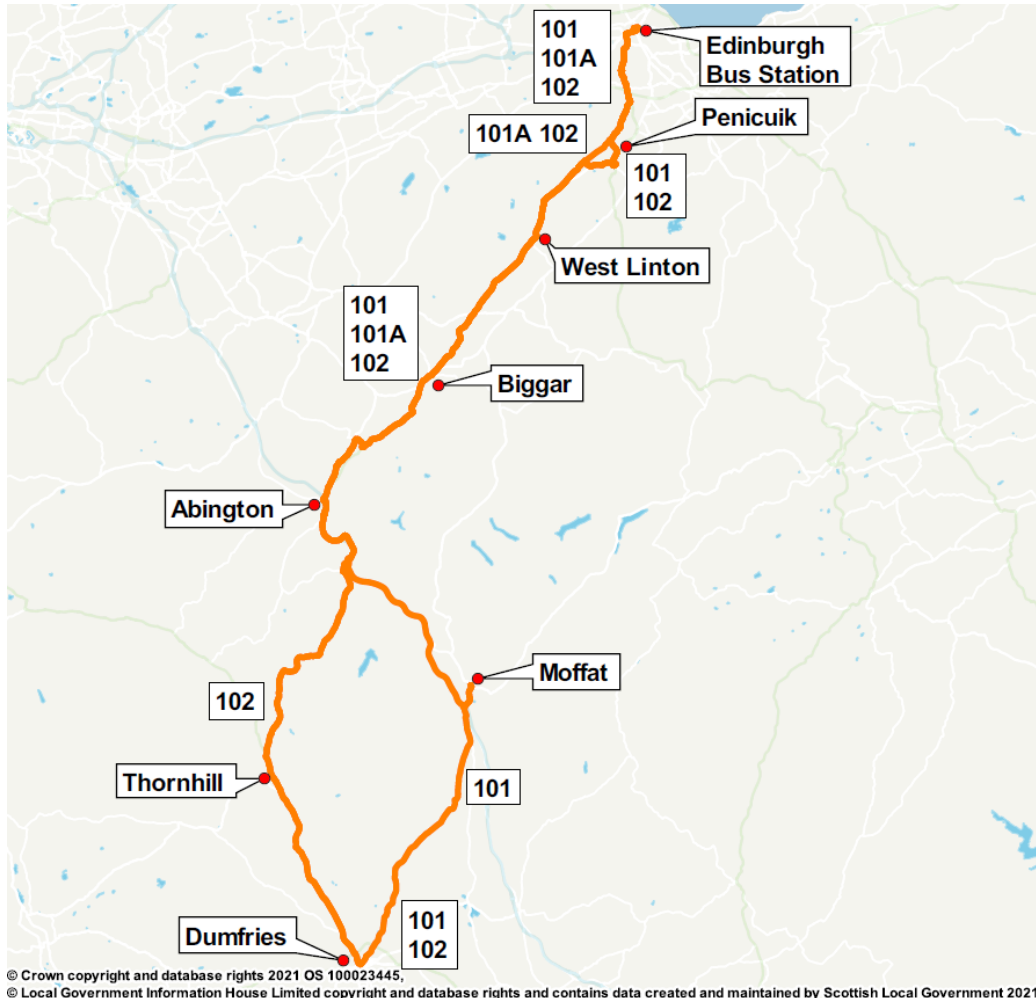 101
101A
102
Edinburgh
Bus Station
101A 102
Penicuik
101
102
West Linton
101
101A
102
Biggar
Abington
Moffat
102
Thornhill
101
101
102
Dumfries
© Crown copyright and database rights 2021 OS 100023445,
© Local Government Information House Limited copyright and database rights and contains data created and maintained by Scottish Local Government 202